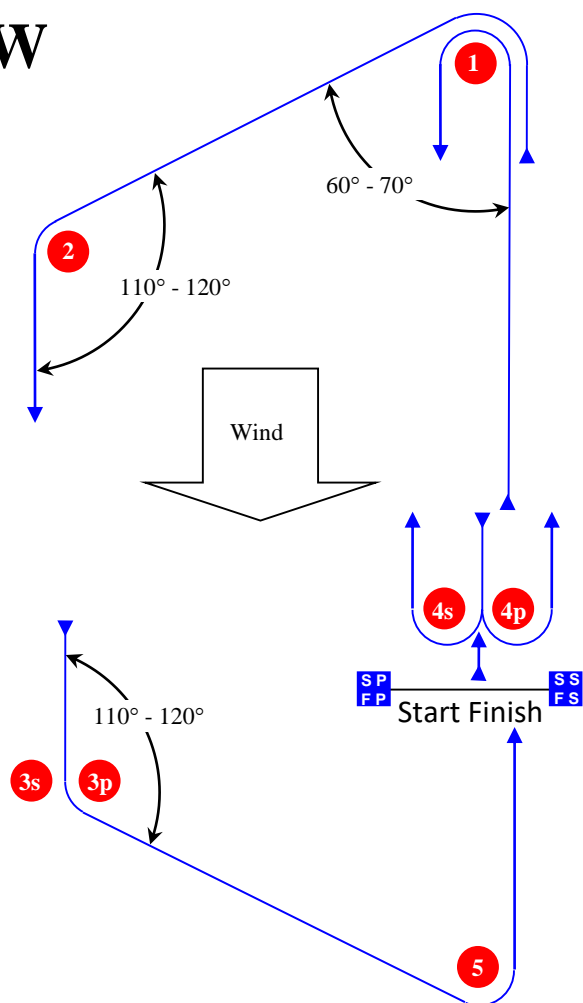 W
1
60° - 70°
2
110° - 120°
Wind
4s 4p
S P
F P
S S
F S
Start Finish
110° - 120°
3s 3p
5